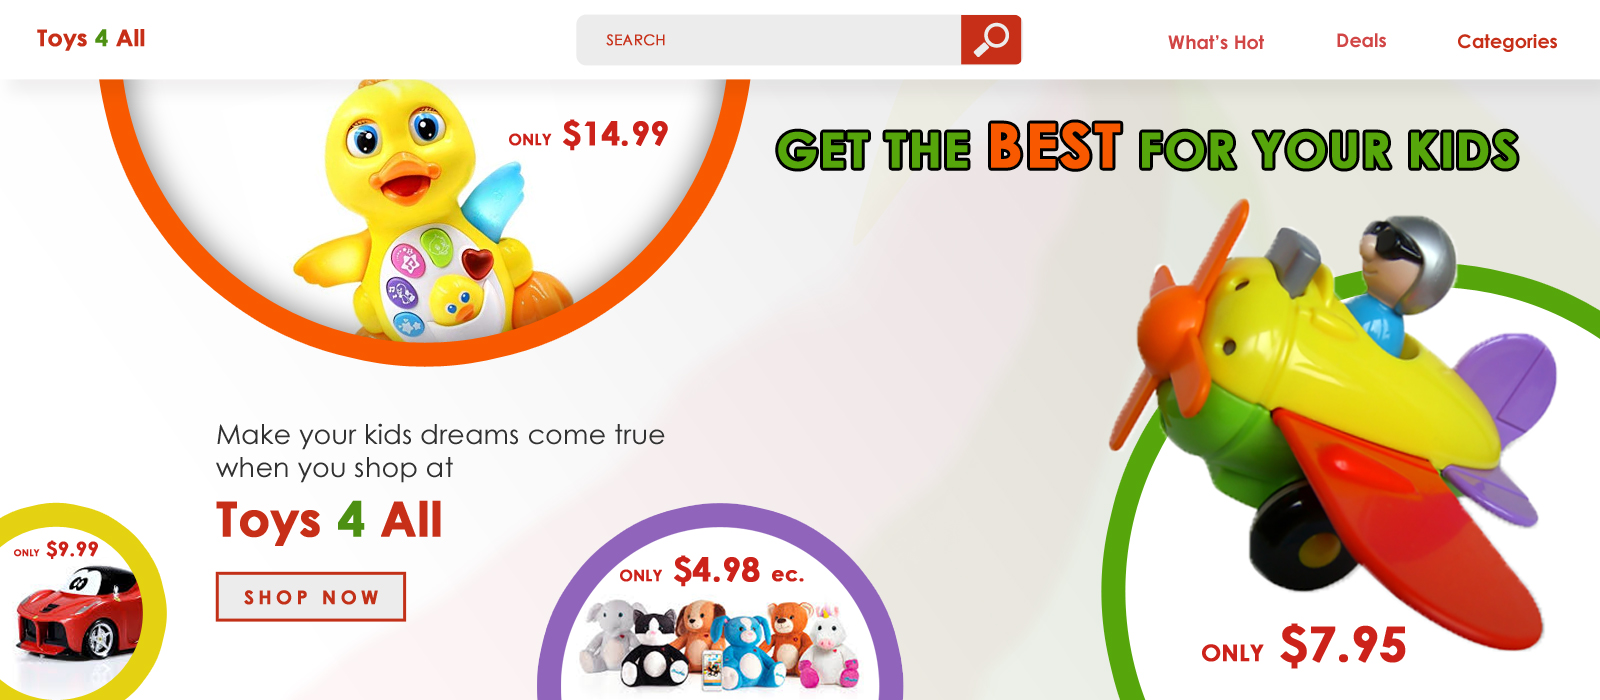 Toys 4 All
SEARCH
What's Hot
Deals
Categories
ONLY $14.99
GET THE BEST FOR YOUR KIDS
Make your kids dreams come true
when you shop at
Toys 4 All
SHOP NOW
ONLY $9.99
ONLY $4.98 ec.
ONLY $7.95